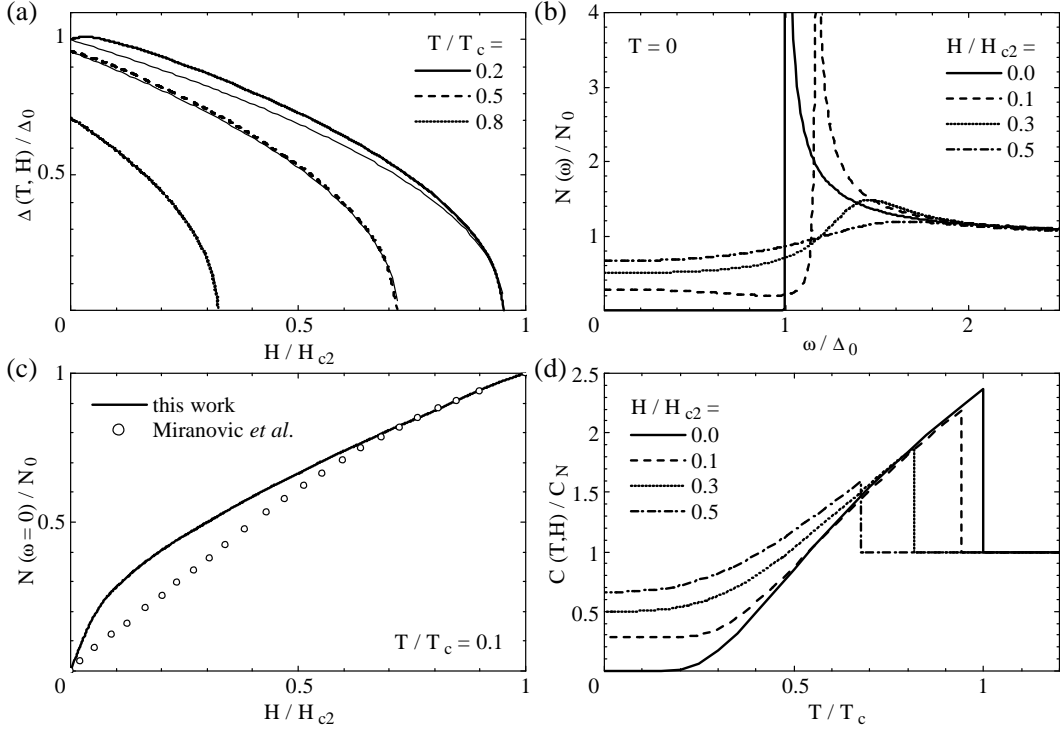 (a)
Δ(T, H) / Δ0
1
0.5
0
T / Tc =
0.2
0.5
0.8
0 0.5 1
H / Hc2
(b)
N(ω) / N0
4
3
2
1
0
T = 0
H / Hc2 =
0.0
0.1
0.3
0.5
0 1 2
ω / Δ0
(c)
N(ω = 0) / N0
1
0.5
0
this work
Miranovic et al.
T / Tc = 0.1
0 0.5 1
H / Hc2
(d)
C(T,H) / CN
2.5
2
1.5
1
0.5
0
H / Hc2 =
0.0
0.1
0.3
0.5
0 0.5 1
T / Tc